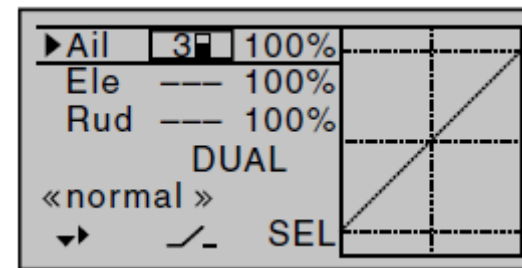 ▶Ail 3 100%
Ele --- 100%
Rud --- 100%
DUAL
«normal »
SEL